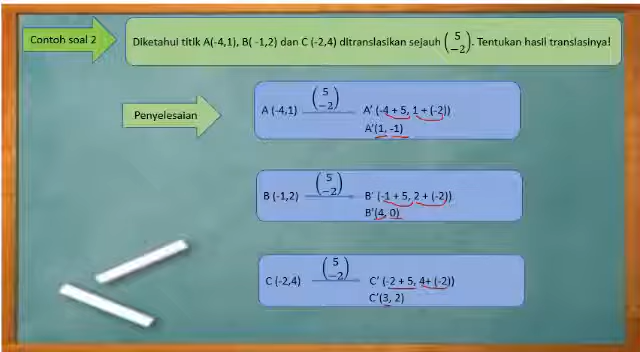 Contoh soal 2
Diketahui titik A(-4,1), B( -1,2) dan C (-2,4) ditranslasikan sejauh (5 −2). Tentukan hasil translasinya!
Penyelesaian
A (-4,1) (5 −2) A' (-4 + 5, 1 + (-2))
A'(1, -1)
B (-1,2) (5 −2) B' (-1 + 5, 2 + (-2))
B'(4, 0)
C (-2,4) (5 −2) C' (-2 + 5, 4+ (-2))
C'(3, 2)